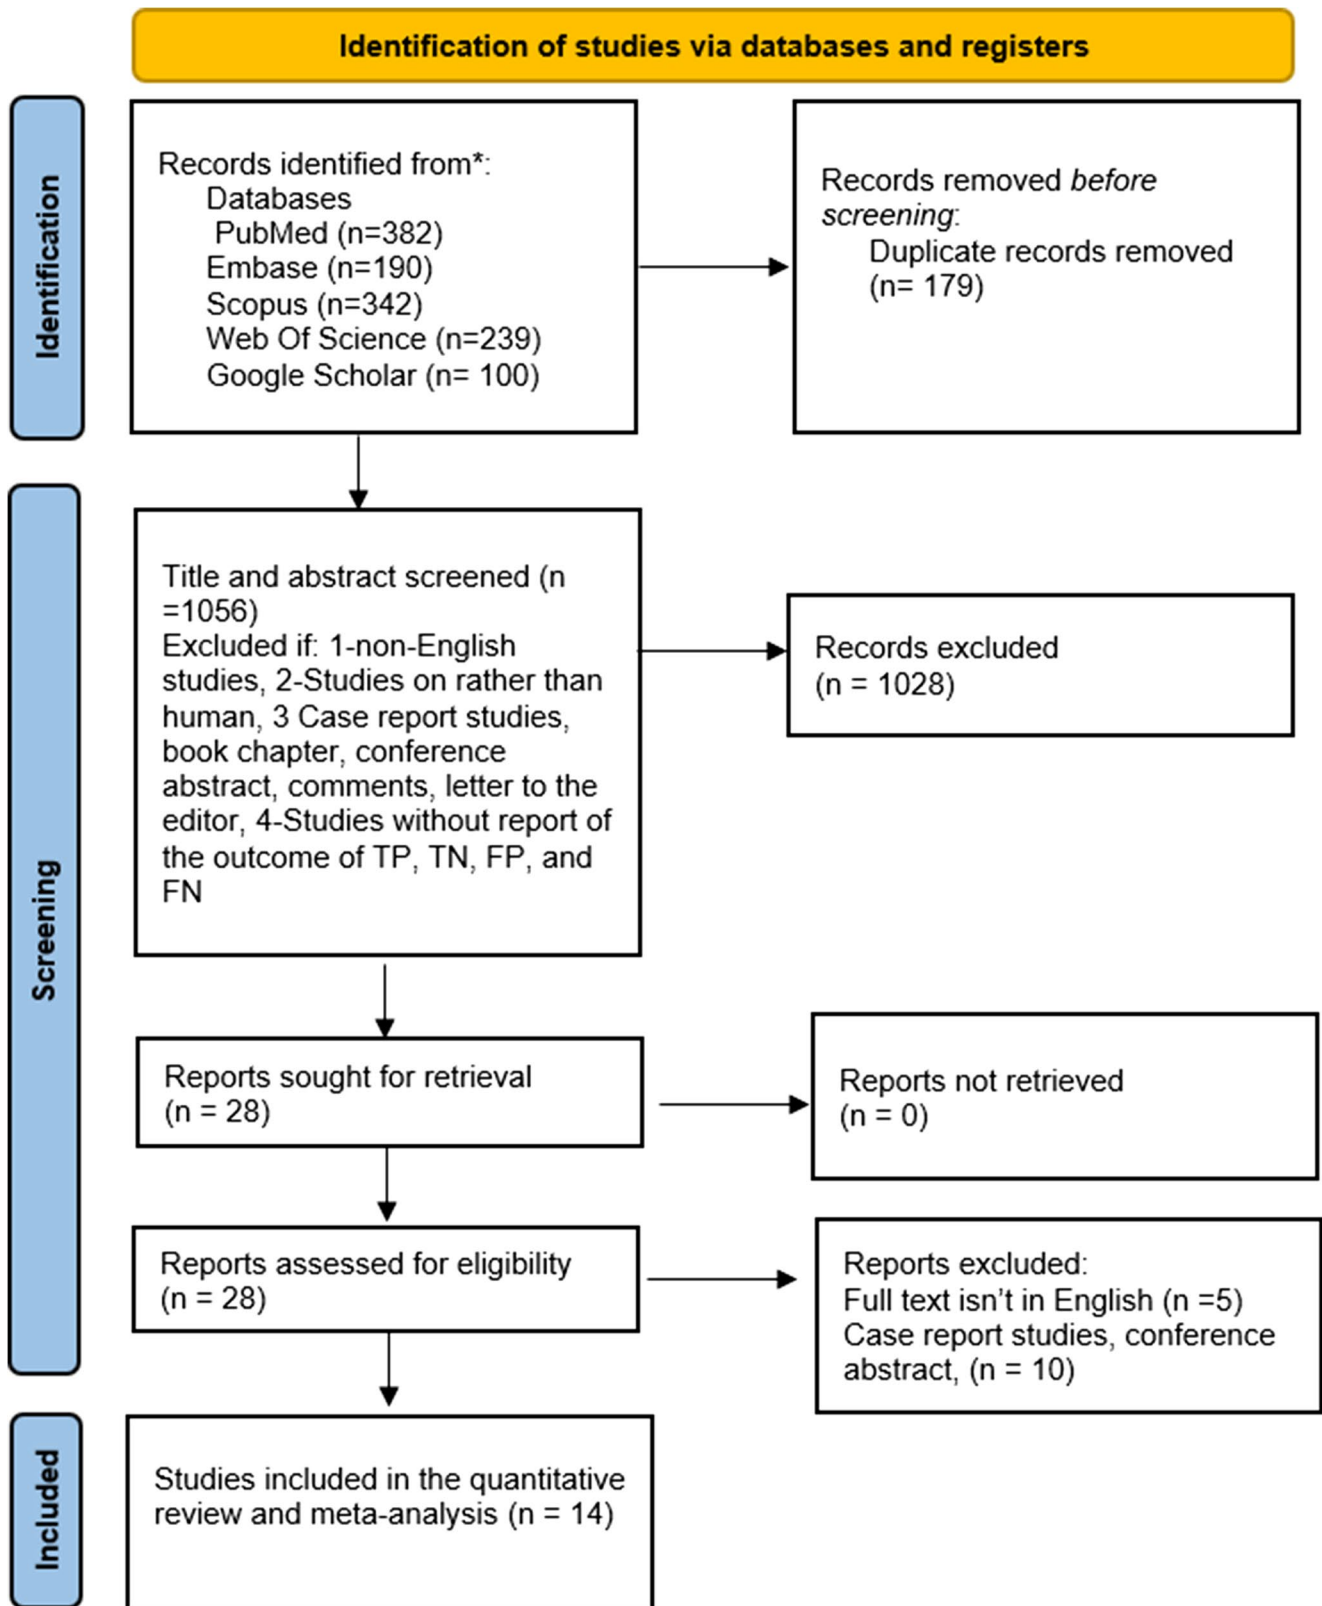 Identification of studies via databases and registers
Identification
Records identified from*:
Databases
PubMed (n=382)
Embase (n=190)
Scopus (n=342)
Web Of Science (n=239)
Google Scholar (n= 100)
Records removed before
screening:
Duplicate records removed
(n= 179)
Screening
Title and abstract screened (n
=1056)
Excluded if: 1-non-English
studies, 2-Studies on rather than
human, 3 Case report studies,
book chapter, conference
abstract, comments, letter to the
editor, 4-Studies without report of
the outcome of TP, TN, FP, and
FN
Records excluded
(n = 1028)
Reports sought for retrieval
(n = 28)
Reports not retrieved
(n = 0)
Reports assessed for eligibility
(n = 28)
Reports excluded:
Full text isn’t in English (n =5)
Case report studies, conference
abstract, (n = 10)
Included
Studies included in the quantitative
review and meta-analysis (n = 14)